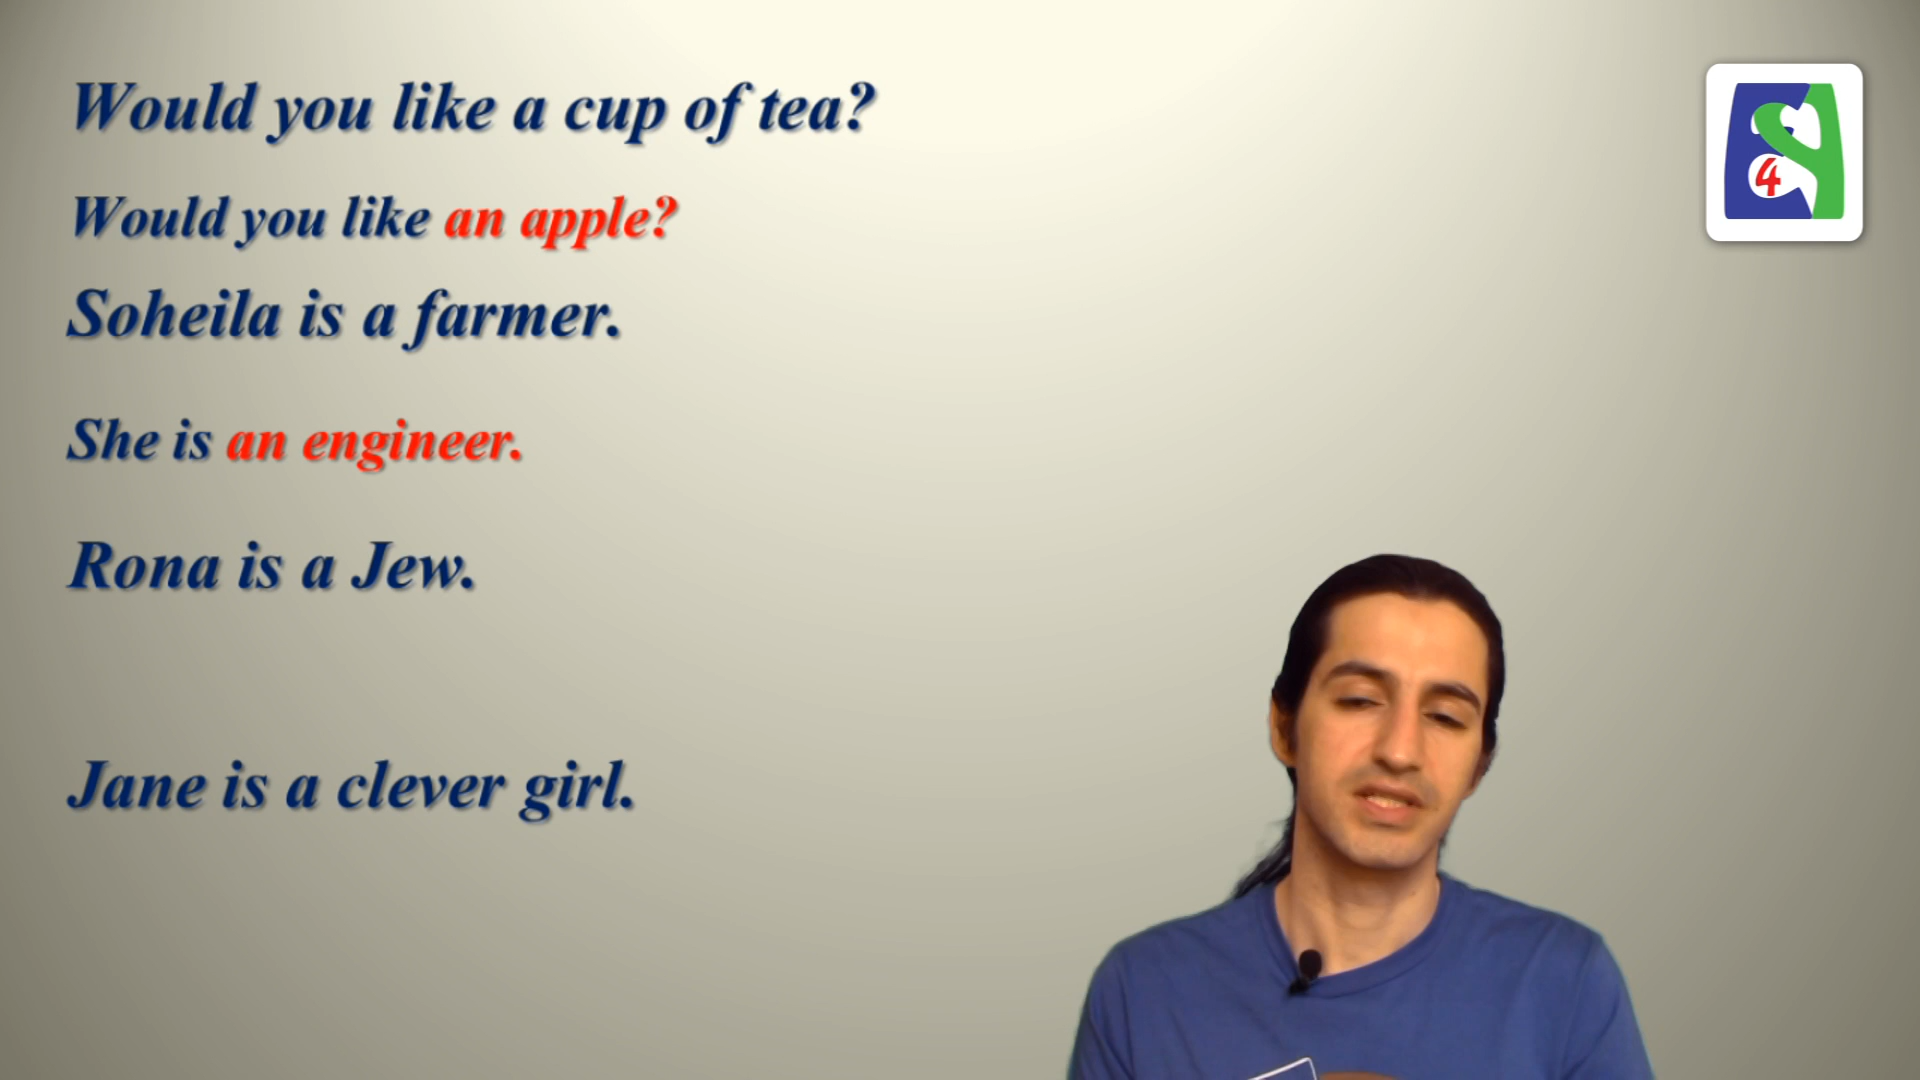 Would you like a cup of tea?
Would you like an apple?
Soheila is a farmer.
She is an engineer.
Rona is a Jew.
Jane is a clever girl.
4